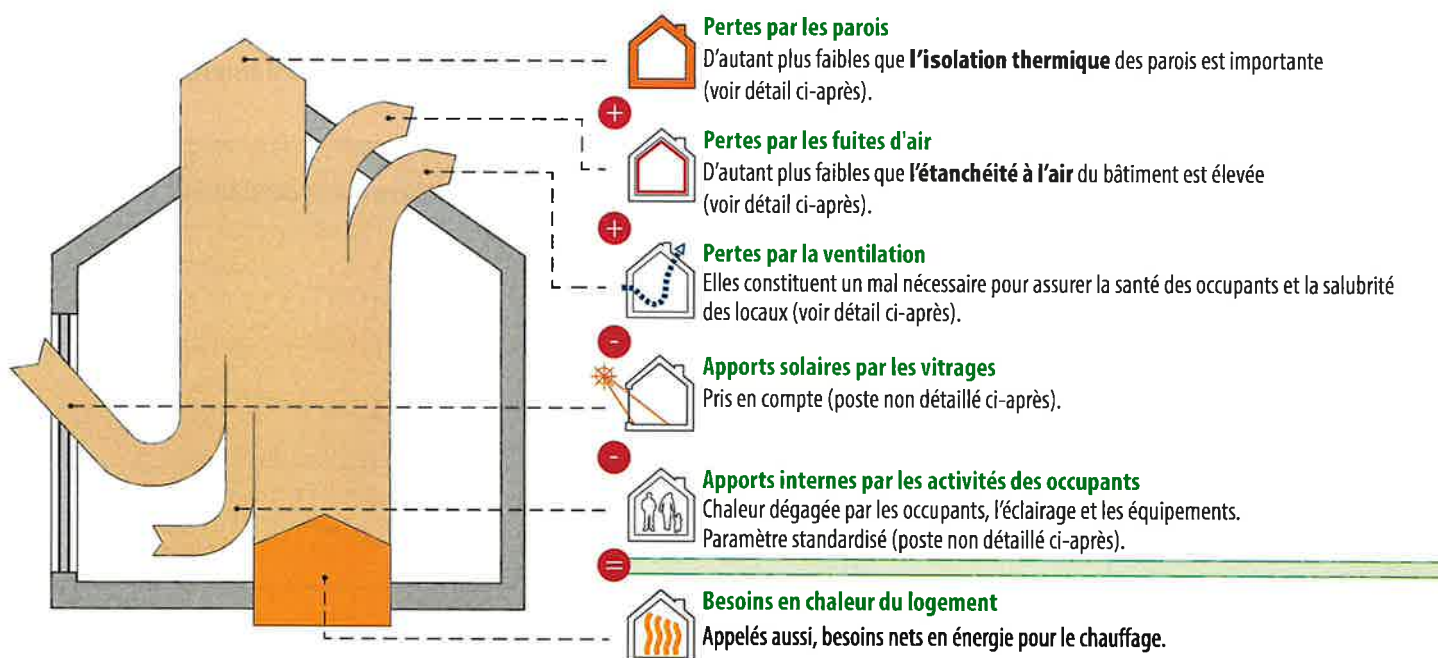 Pertes par les parois
D'autant plus faibles que l'isolation thermique des parois est importante
(voir détail ci-après).
+
Pertes par les fuites d'air
D'autant plus faibles que l'étanchéité à l'air du bâtiment est élevée
(voir détail ci-après).
+
Pertes par la ventilation
Elles constituent un mal nécessaire pour assurer la santé des occupants et la salubrité
des locaux (voir détail ci-après).
-
Apports solaires par les vitrages
Pris en compte (poste non détaillé ci-après).
-
Apports internes par les activités des occupants
Chaleur dégagée par les occupants, l'éclairage et les équipements.
Paramètre standardisé (poste non détaillé ci-après).
=
Besoins en chaleur du logement
Appelés aussi, besoins nets en énergie pour le chauffage.